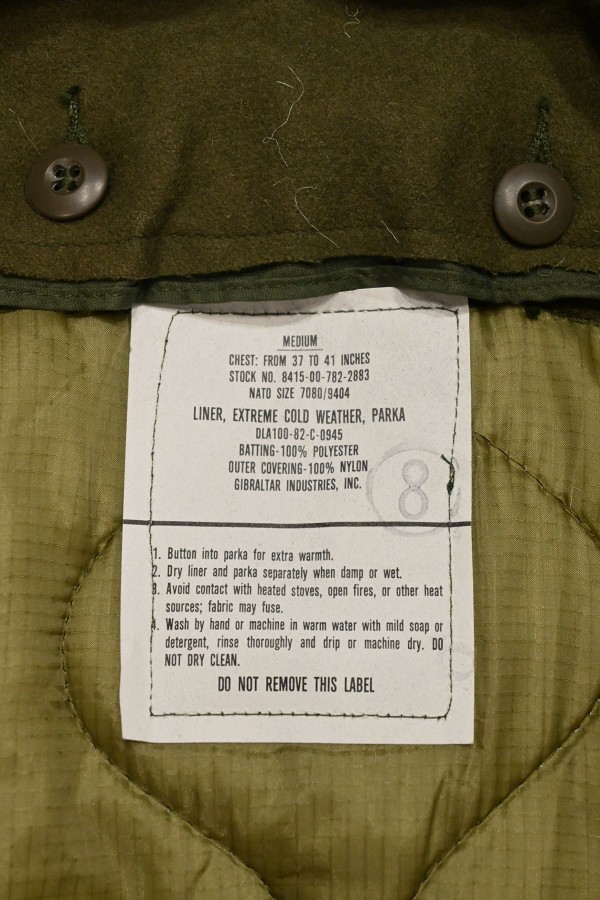 MEDIUM
CHEST: FROM 37 TO 41 INCHES
STOCK NO. 8415-00-782-2883
NATO SIZE 7080/9404
LINER, EXTREME COLD WEATHER, PARKA
DLA100-82-C-0945
BATTING-100% POLYESTER
OUTER COVERING-100% NYLON
GIBRALTAR INDUSTRIES, INC.
8
1. Button into parka for extra warmth.
2. Dry liner and parka separately when damp or wet.
3. Avoid contact with heated stoves, open fires, or other heat
sources; fabric may fuse.
4. Wash by hand or machine in warm water with mild soap or
detergent, rinse thoroughly and drip or machine dry. DO
NOT DRY CLEAN.
DO NOT REMOVE THIS LABEL